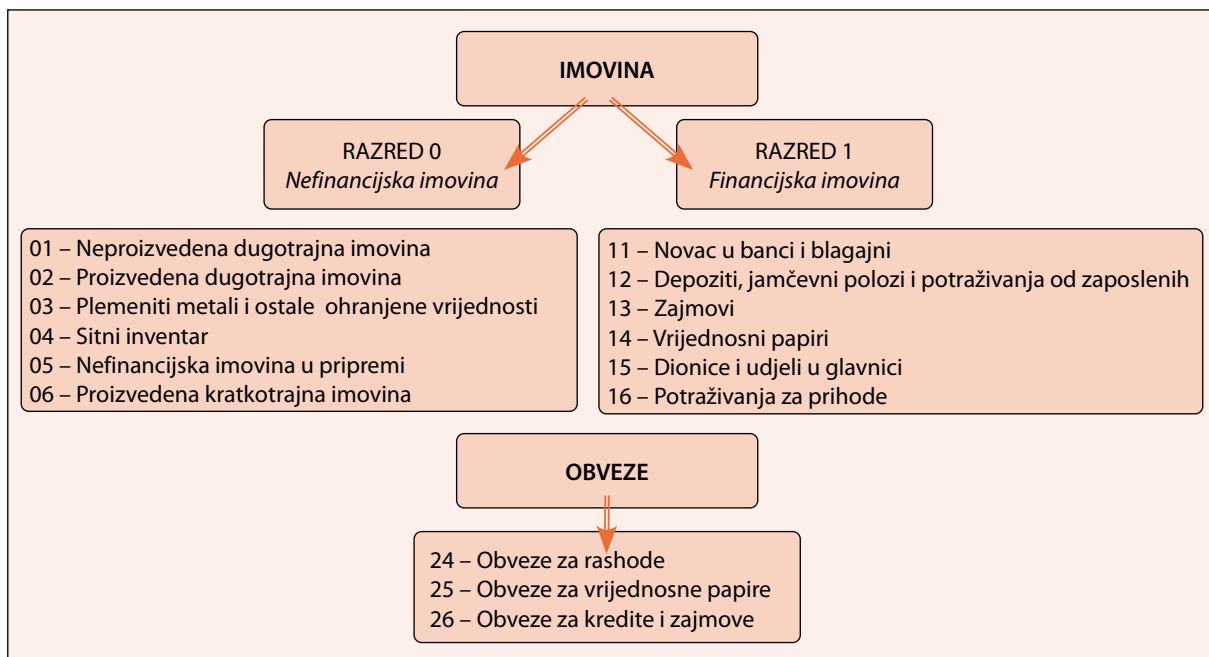 IMOVINA
RAZRED 0
Nefinancijska imovina
RAZRED 1
Financijska imovina
01 – Neproizvedena dugotrajna imovina
02 – Proizvedena dugotrajna imovina
03 – Plemeniti metali i ostale ohranjene vrijednosti
04 – Sitni inventar
05 – Nefinancijska imovina u pripremi
06 – Proizvedena kratkotrajna imovina
11 – Novac u banci i blagajni
12 – Depoziti, jamčevni polozi i potraživanja od zaposlenih
13 – Zajmovi
14 – Vrijednosni papiri
15 – Dionice i udjeli u glavnici
16 – Potraživanja za prihode
OBVEZE
24 – Obveze za rashode
25 – Obveze za vrijednosne papire
26 – Obveze za kredite i zajmove